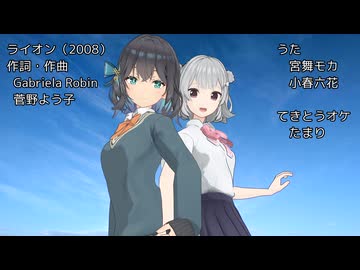 ライオン（2008）
作詞・作曲
Gabriela Robin
菅野よう子
うた
宮舞モカ
小春六花
てきとうオケ
たまり